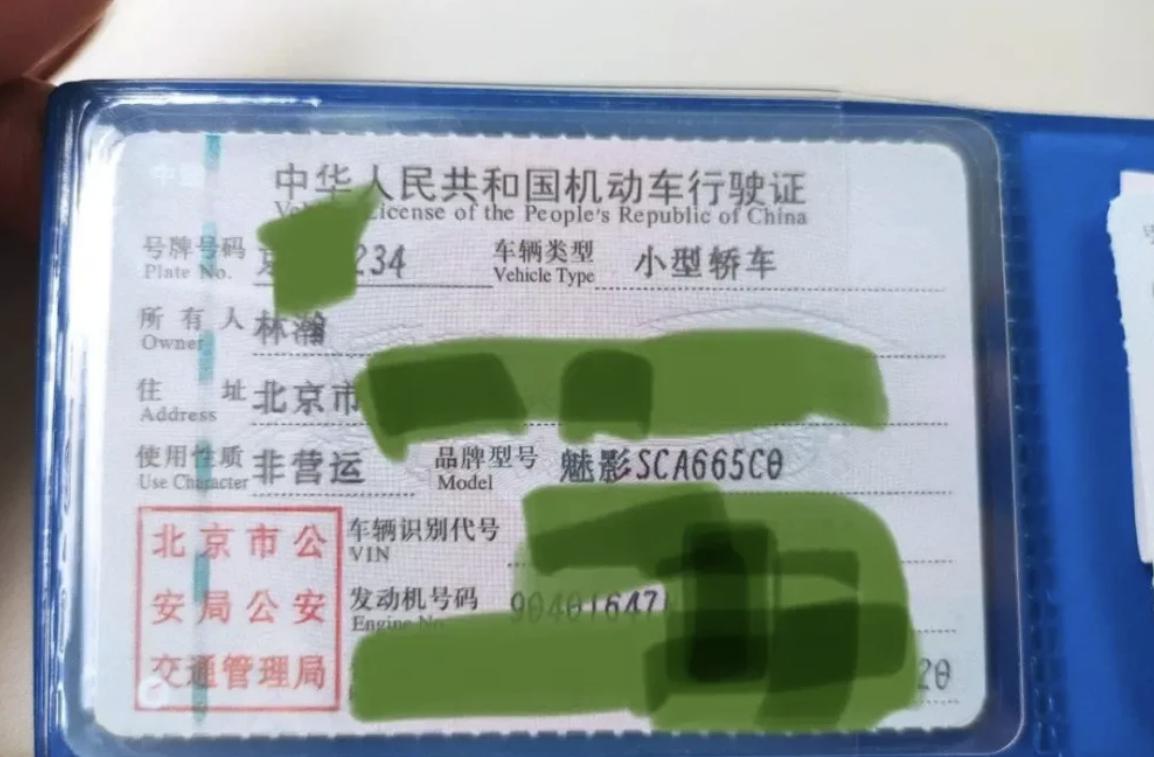 中华人民共和国机动车行驶证
License of the People's Republic of China
号牌号码 234 车辆类型 小型轿车
Plate No. Vehicle Type
所有人 林瀚
Owner
住址 北京市
Address
使用性质 非营运 品牌型号 魅影SCA665C0
Use Character Model
北京市公
安局公安
交通管理局
车辆识别代号
VIN
发动机号码 90401647
Engine No.
20